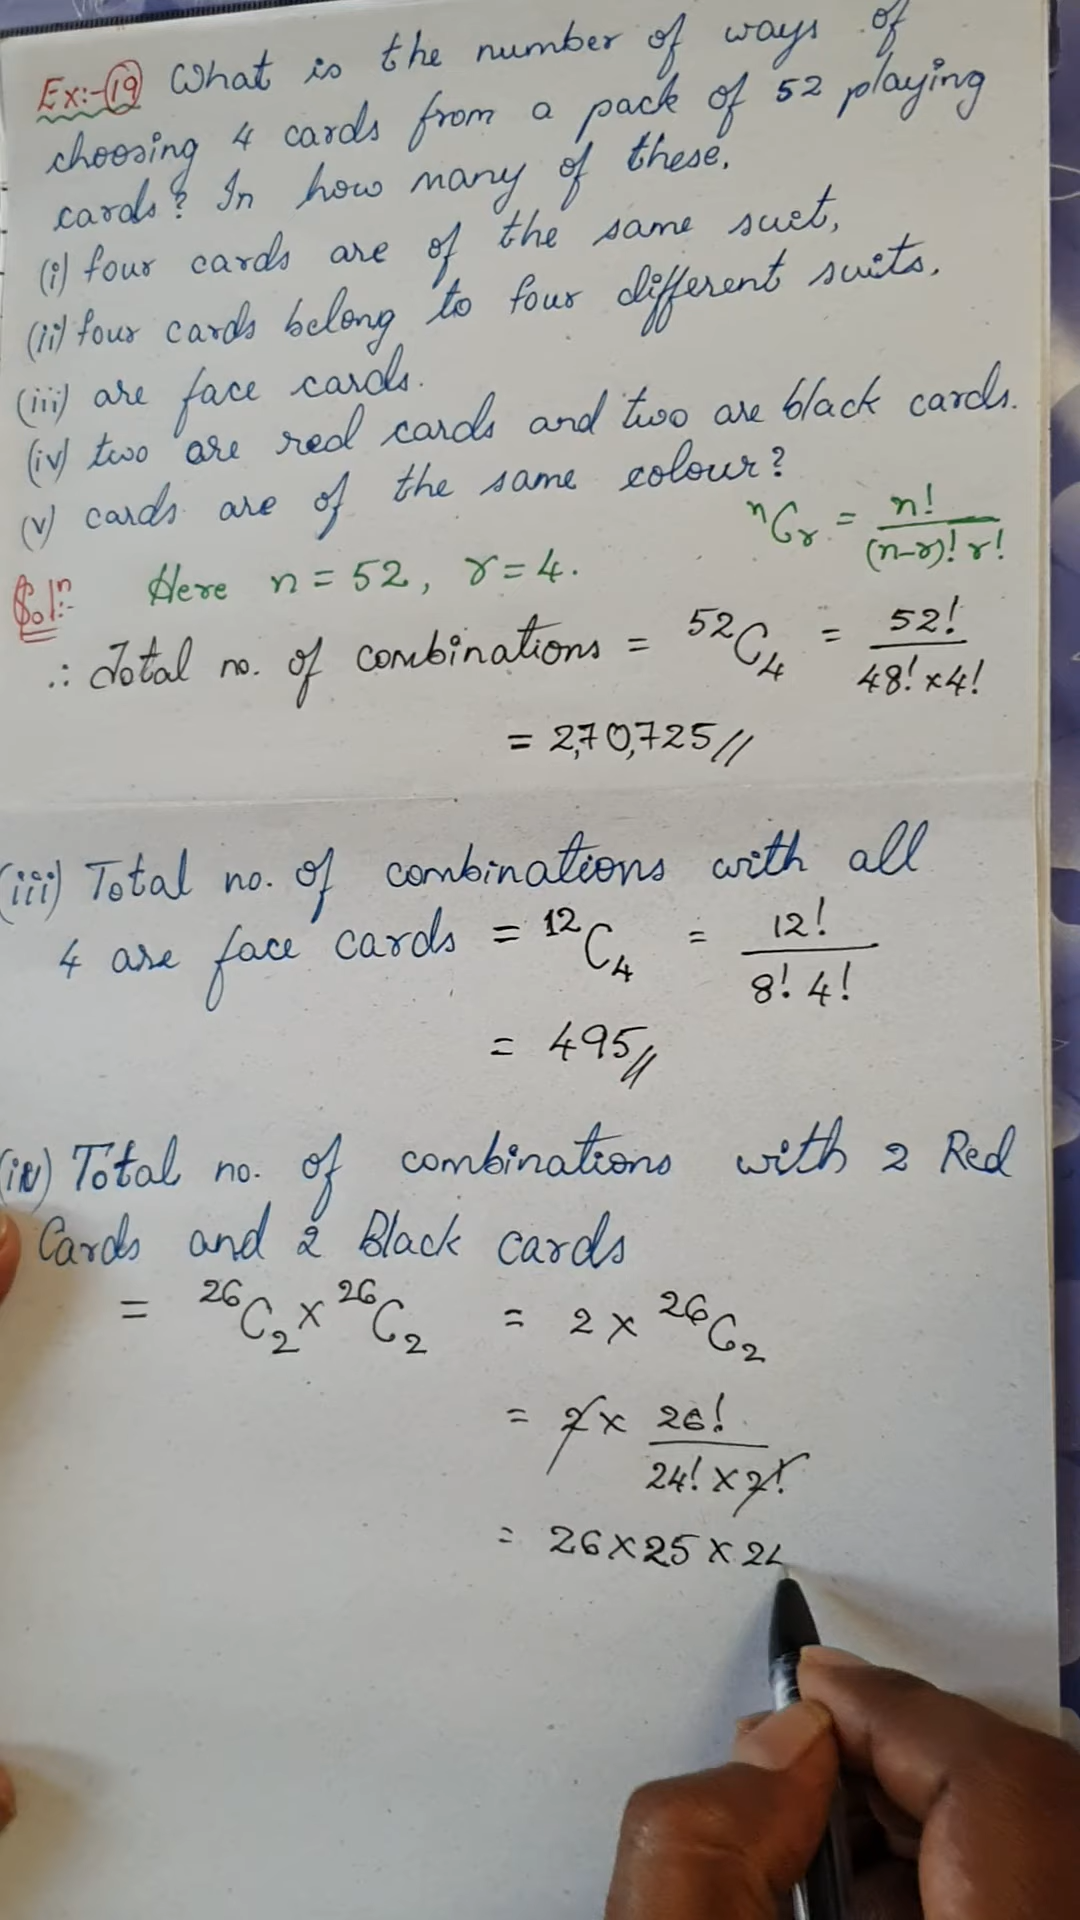 Ex:-(19) What is the number of ways of
choosing 4 cards from a pack of 52 playing
cards? In how many of these,
(i) four cards are of the same suit,
(ii) four cards belong to four different suits,
(iii) are face cards.
(iv) two are red cards and two are black cards.
(v) cards are of the same colour?
ⁿCᵣ = n! / (n-r)! r!
Solⁿ:- Here n = 52, r = 4.
∴ Total no. of combinations = ⁵²C₄ = 52! / 48! × 4!
= 2,70,725//
(iii) Total no. of combinations with all
4 are face cards = ¹²C₄ = 12! / 8! 4!
= 495//
(iv) Total no. of combinations with 2 Red
Cards and 2 Black cards
= ²⁶C₂ × ²⁶C₂ = 2 × ²⁶C₂
= 2 × 26! / 24! × 2!
= 26 × 25 × 24